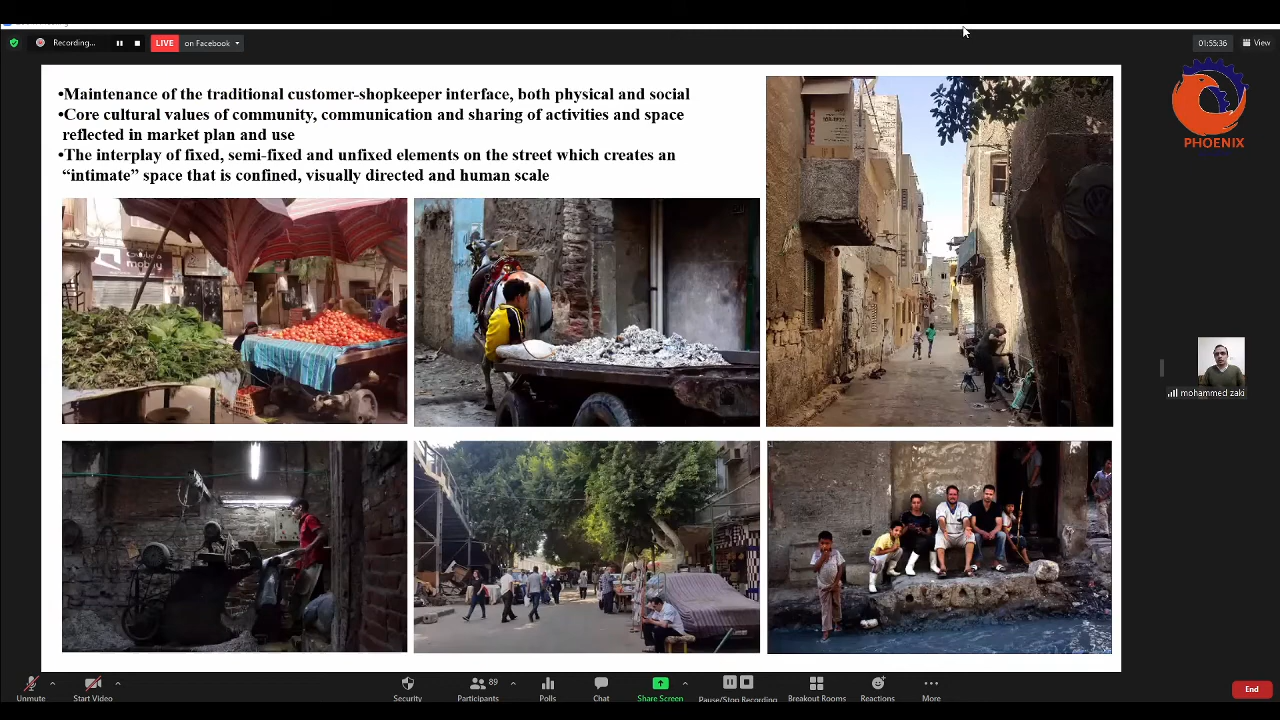 Recording...
LIVE on Facebook
01:55:36
View
•Maintenance of the traditional customer-shopkeeper interface, both physical and social
•Core cultural values of community, communication and sharing of activities and space
reflected in market plan and use
•The interplay of fixed, semi-fixed and unfixed elements on the street which creates an
“intimate” space that is confined, visually directed and human scale
PHOENIX
mohammed zaki
Unmute
Start Video
Security
Participants
89
Polls
Chat
Share Screen
Pause/Stop Recording
Breakout Rooms
Reactions
More
End